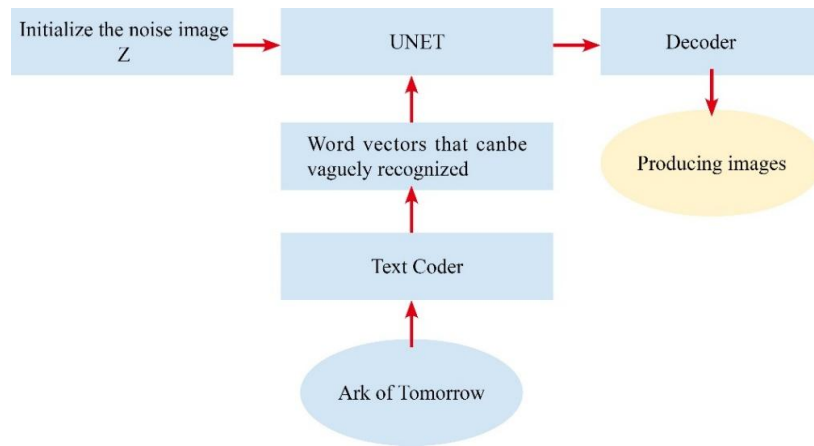 Initialize the noise image
Z
UNET
Decoder
Word vectors that canbe
vaguely recognized
Producing images
Text Coder
Ark of Tomorrow